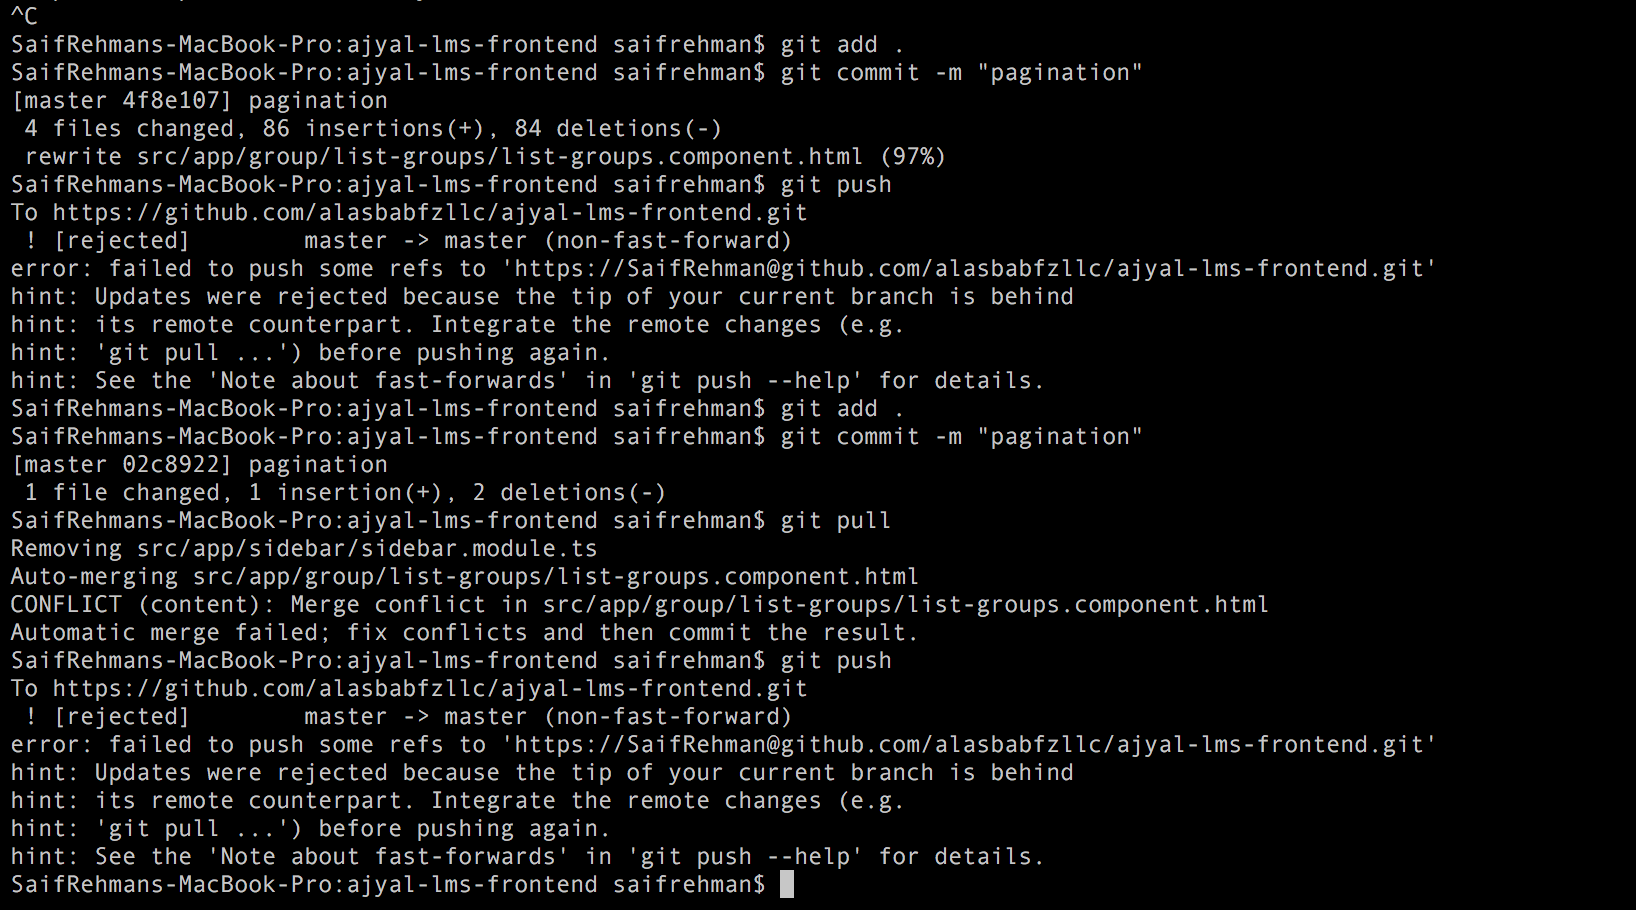 ^C
SaifRehmans-MacBook-Pro:ajyal-lms-frontend saifrehman$ git add .
SaifRehmans-MacBook-Pro:ajyal-lms-frontend saifrehman$ git commit -m "pagination"
[master 4f8e107] pagination
 4 files changed, 86 insertions(+), 84 deletions(-)
 rewrite src/app/group/list-groups/list-groups.component.html (97%)
SaifRehmans-MacBook-Pro:ajyal-lms-frontend saifrehman$ git push
To https://github.com/alasbabfzllc/ajyal-lms-frontend.git
 ! [rejected]        master -> master (non-fast-forward)
error: failed to push some refs to 'https://SaifRehman@github.com/alasbabfzllc/ajyal-lms-frontend.git'
hint: Updates were rejected because the tip of your current branch is behind
hint: its remote counterpart. Integrate the remote changes (e.g.
hint: 'git pull ...') before pushing again.
hint: See the 'Note about fast-forwards' in 'git push --help' for details.
SaifRehmans-MacBook-Pro:ajyal-lms-frontend saifrehman$ git add .
SaifRehmans-MacBook-Pro:ajyal-lms-frontend saifrehman$ git commit -m "pagination"
[master 02c8922] pagination
 1 file changed, 1 insertion(+), 2 deletions(-)
SaifRehmans-MacBook-Pro:ajyal-lms-frontend saifrehman$ git pull
Removing src/app/sidebar/sidebar.module.ts
Auto-merging src/app/group/list-groups/list-groups.component.html
CONFLICT (content): Merge conflict in src/app/group/list-groups/list-groups.component.html
Automatic merge failed; fix conflicts and then commit the result.
SaifRehmans-MacBook-Pro:ajyal-lms-frontend saifrehman$ git push
To https://github.com/alasbabfzllc/ajyal-lms-frontend.git
 ! [rejected]        master -> master (non-fast-forward)
error: failed to push some refs to 'https://SaifRehman@github.com/alasbabfzllc/ajyal-lms-frontend.git'
hint: Updates were rejected because the tip of your current branch is behind
hint: its remote counterpart. Integrate the remote changes (e.g.
hint: 'git pull ...') before pushing again.
hint: See the 'Note about fast-forwards' in 'git push --help' for details.
SaifRehmans-MacBook-Pro:ajyal-lms-frontend saifrehman$